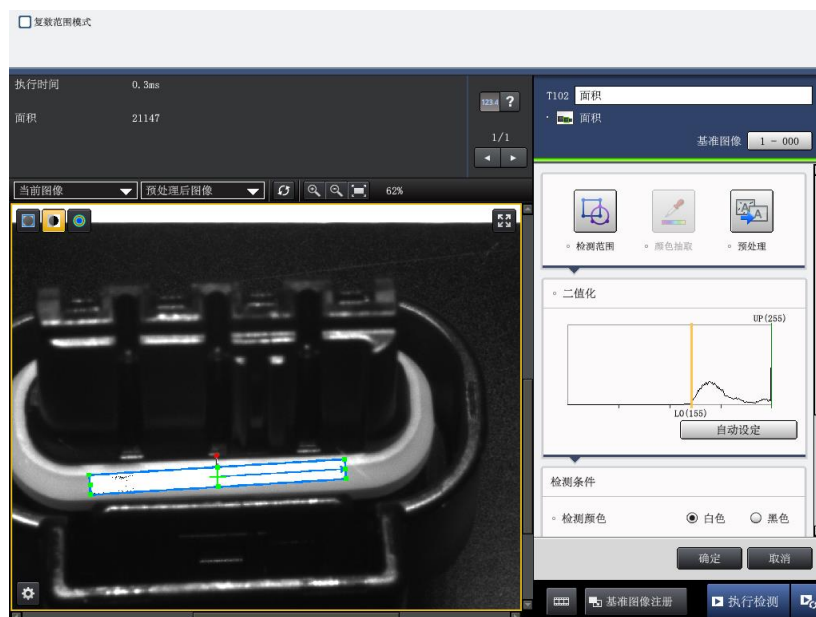 复数范围模式
执行时间 0.3ms
面积 21147
123.4 ?
1/1
T102 面积
面积
基准图像 1 - 000
当前图像 预处理后图像 62%
检测范围 颜色抽取 预处理
二值化
UP(255)
LO(155)
自动设定
检测条件
检测颜色 白色 黑色
确定 取消
基准图像注册 执行检测